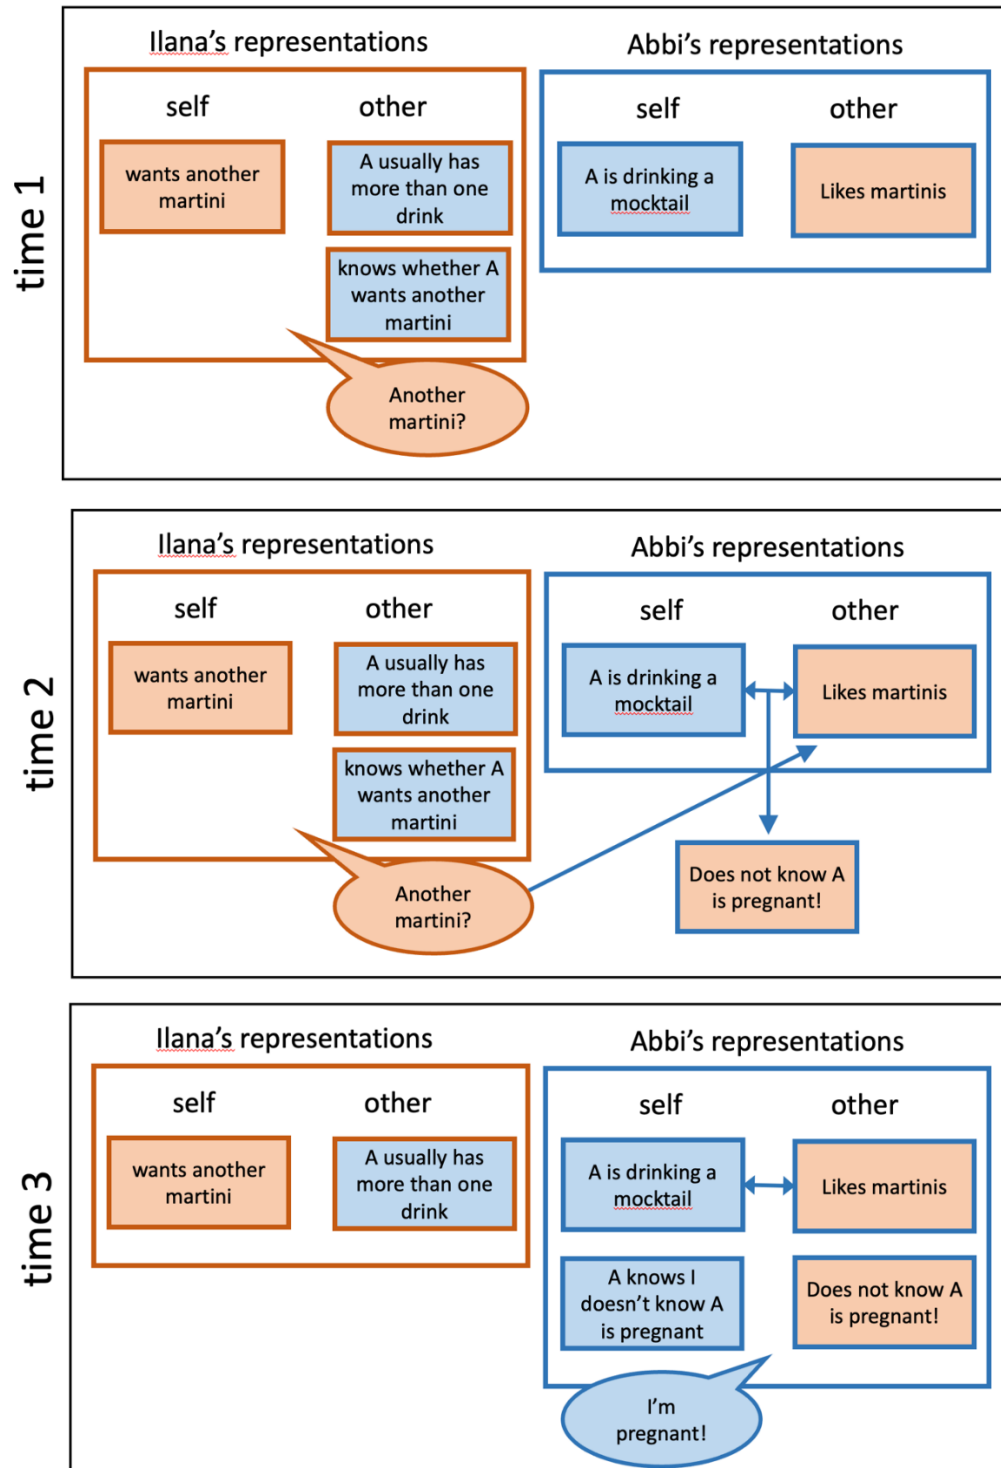 time 1
Ilana's representations
Abbi's representations
self
other
self
other
wants another
martini
A usually has
more than one
drink
A is drinking a
mocktail
Likes martinis
knows whether A
wants another
martini
Another
martini?
time 2
Ilana's representations
Abbi's representations
self
other
self
other
wants another
martini
A usually has
more than one
drink
A is drinking a
mocktail
Likes martinis
knows whether A
wants another
martini
Another
martini?
Does not know A
is pregnant!
time 3
Ilana's representations
Abbi's representations
self
other
self
other
wants another
martini
A usually has
more than one
drink
A is drinking a
mocktail
Likes martinis
A knows I
doesn't know A
is pregnant
Does not know A
is pregnant!
I'm
pregnant!